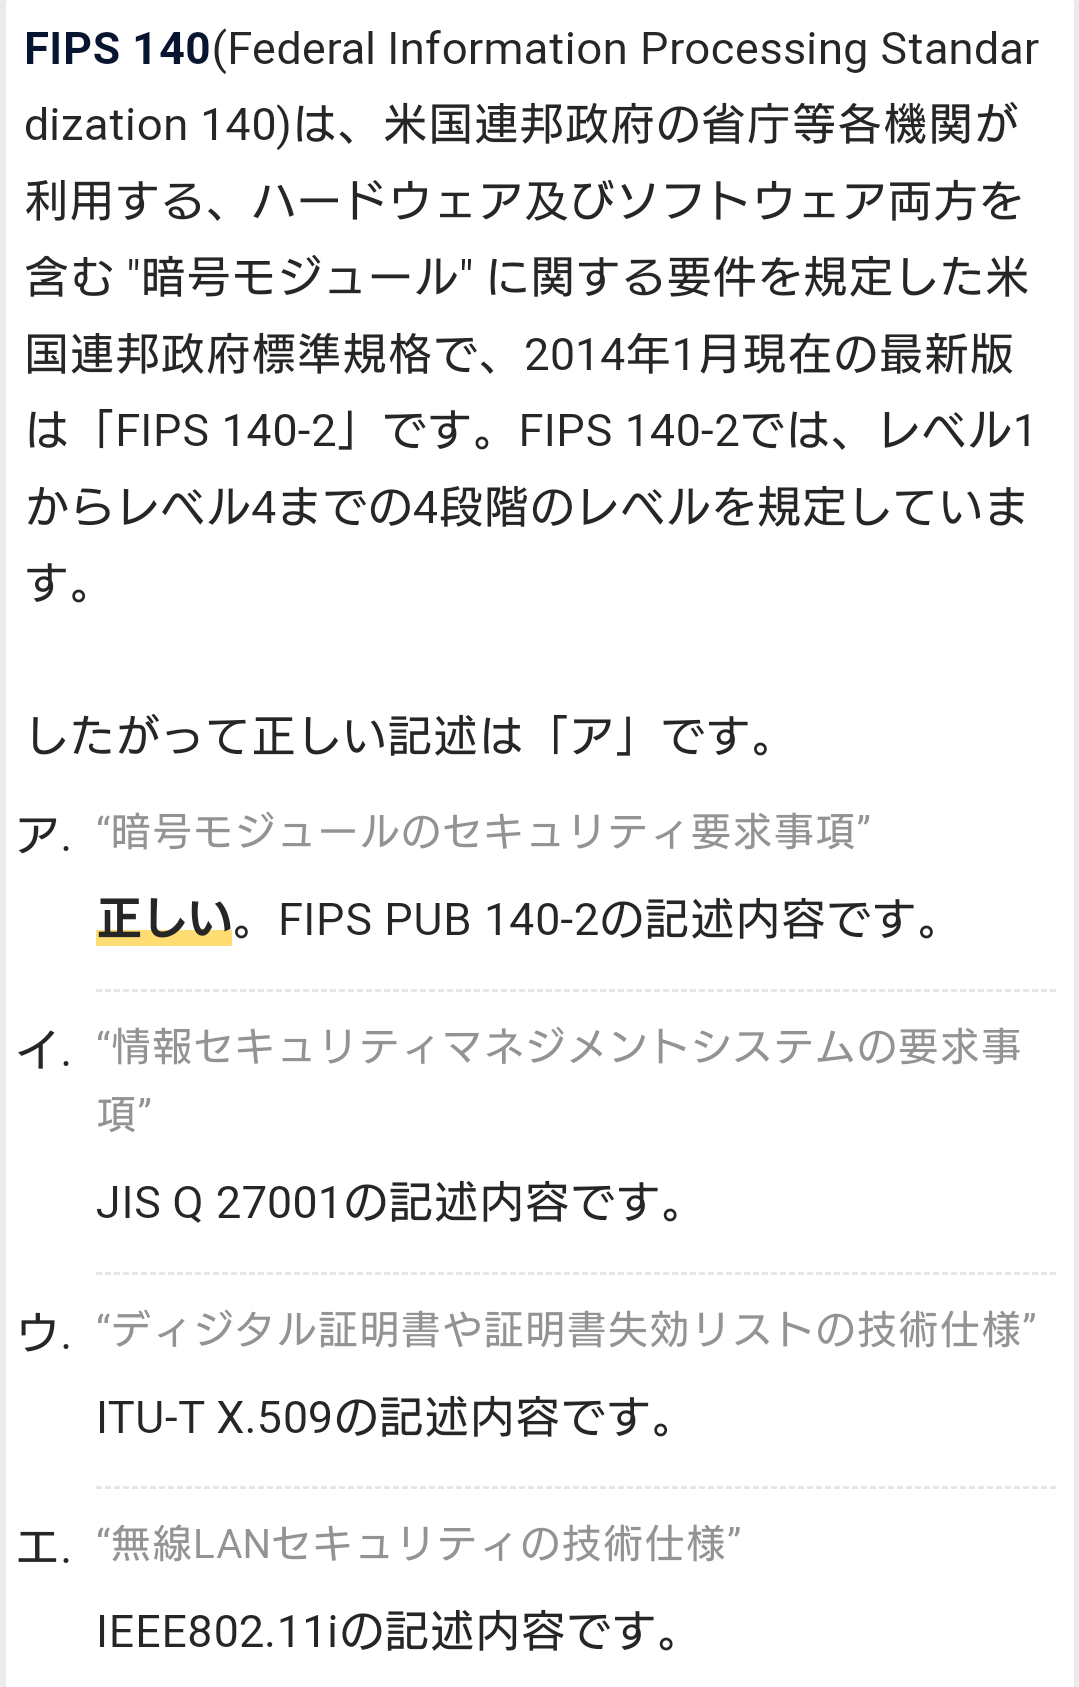 FIPS 140(Federal Information Processing Standar
dization 140)は、米国連邦政府の省庁等各機関が
利用する、ハードウェア及びソフトウェア両方を
含む "暗号モジュール" に関する要件を規定した米
国連邦政府標準規格で、2014年1月現在の最新版
は「FIPS 140-2」です。FIPS 140-2では、レベル1
からレベル4までの4段階のレベルを規定していま
す。
したがって正しい記述は「ア」です。
ア. “暗号モジュールのセキュリティ要求事項”
正しい。FIPS PUB 140-2の記述内容です。
イ. “情報セキュリティマネジメントシステムの要求事
項”
JIS Q 27001の記述内容です。
ウ. “ディジタル証明書や証明書失効リストの技術仕様”
ITU-T X.509の記述内容です。
エ. “無線LANセキュリティの技術仕様”
IEEE802.11iの記述内容です。